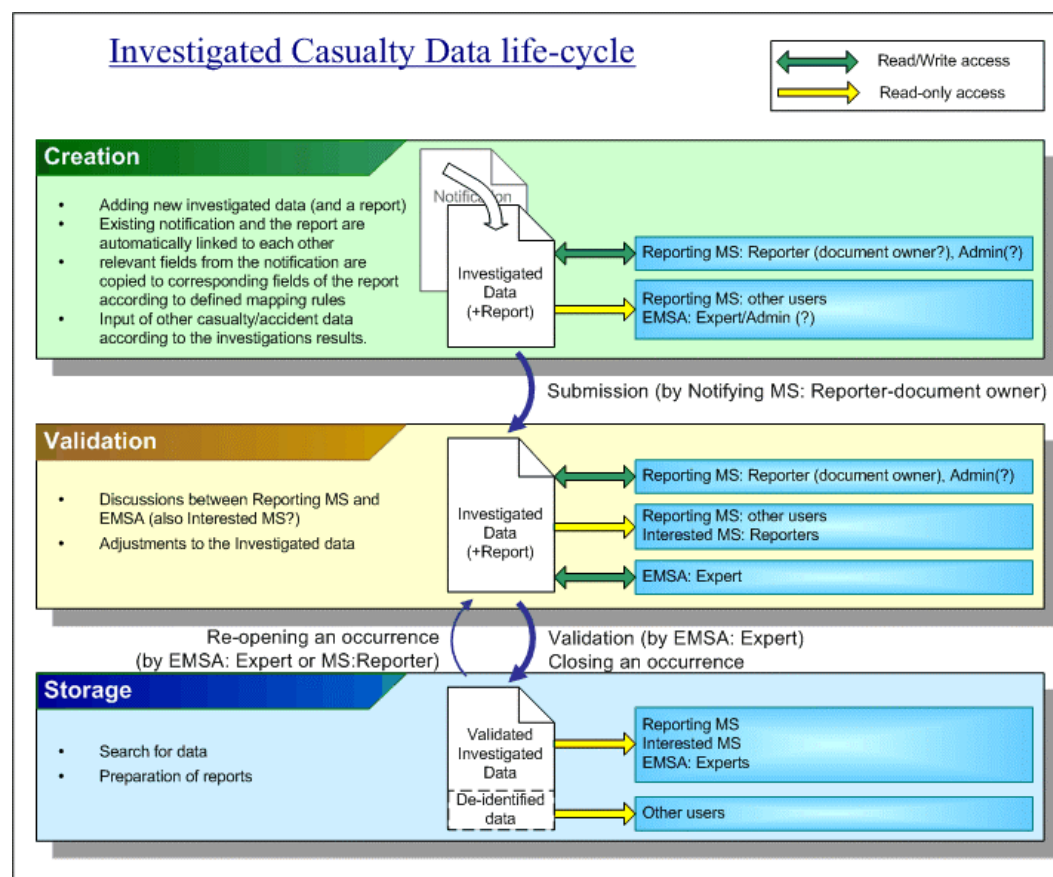 Investigated Casualty Data life-cycle
Read/Write access
Read-only access
Creation
• Adding new investigated data (and a report)
• Existing notification and the report are
automatically linked to each other
• relevant fields from the notification are
copied to corresponding fields of the report
according to defined mapping rules
• Input of other casualty/accident data
according to the investigations results.
Notification
Investigated
Data
(+Report)
Reporting MS: Reporter (document owner?), Admin(?)
Reporting MS: other users
EMSA: Expert/Admin (?)
Submission (by Notifying MS: Reporter-document owner)
Validation
• Discussions between Reporting MS and
EMSA (also Interested MS?)
• Adjustments to the Investigated data
Investigated
Data
(+Report)
Reporting MS: Reporter (document owner), Admin(?)
Reporting MS: other users
Interested MS: Reporters
EMSA: Expert
Re-opening an occurrence
(by EMSA: Expert or MS:Reporter)
Validation (by EMSA: Expert)
Closing an occurrence
Storage
• Search for data
• Preparation of reports
Validated
Investigated
Data
De-identified
data
Reporting MS
Interested MS
EMSA: Experts
Other users